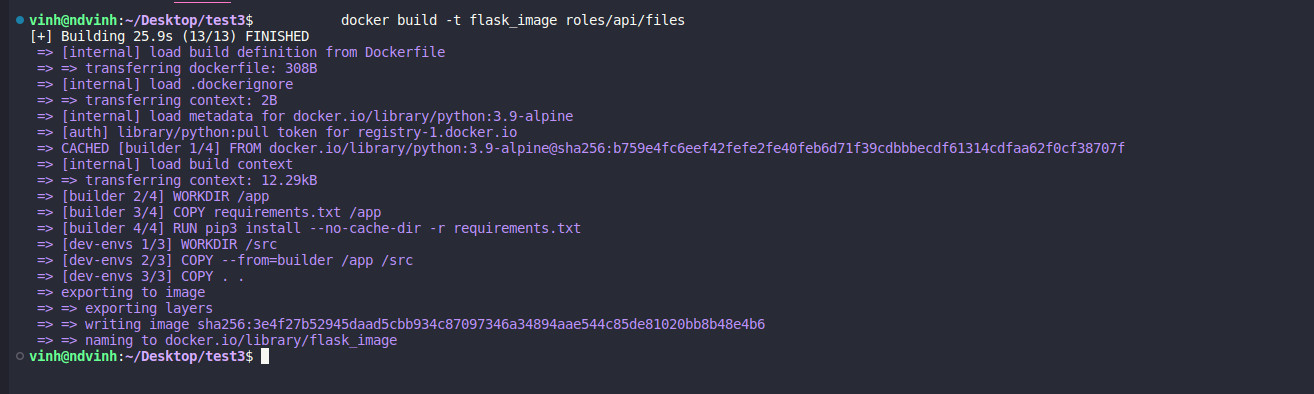 vinh@ndvinh:~/Desktop/test3$ docker build -t flask_image roles/api/files
[+] Building 25.9s (13/13) FINISHED
=> [internal] load build definition from Dockerfile
=> => transferring dockerfile: 308B
=> [internal] load .dockerignore
=> => transferring context: 2B
=> [internal] load metadata for docker.io/library/python:3.9-alpine
=> [auth] library/python:pull token for registry-1.docker.io
=> CACHED [builder 1/4] FROM docker.io/library/python:3.9-alpine@sha256:b759e4fc6eef42fefe2fe40feb6d71f39cdbbbecdf61314cdfaa62f0cf38707f
=> [internal] load build context
=> => transferring context: 12.29kB
=> [builder 2/4] WORKDIR /app
=> [builder 3/4] COPY requirements.txt /app
=> [builder 4/4] RUN pip3 install --no-cache-dir -r requirements.txt
=> [dev-envs 1/3] WORKDIR /src
=> [dev-envs 2/3] COPY --from=builder /app /src
=> [dev-envs 3/3] COPY . .
=> exporting to image
=> => exporting layers
=> => writing image sha256:3e4f27b52945daad5cbb934c87097346a34894aae544c85de81020bb8b48e4b6
=> => naming to docker.io/library/flask_image
vinh@ndvinh:~/Desktop/test3$